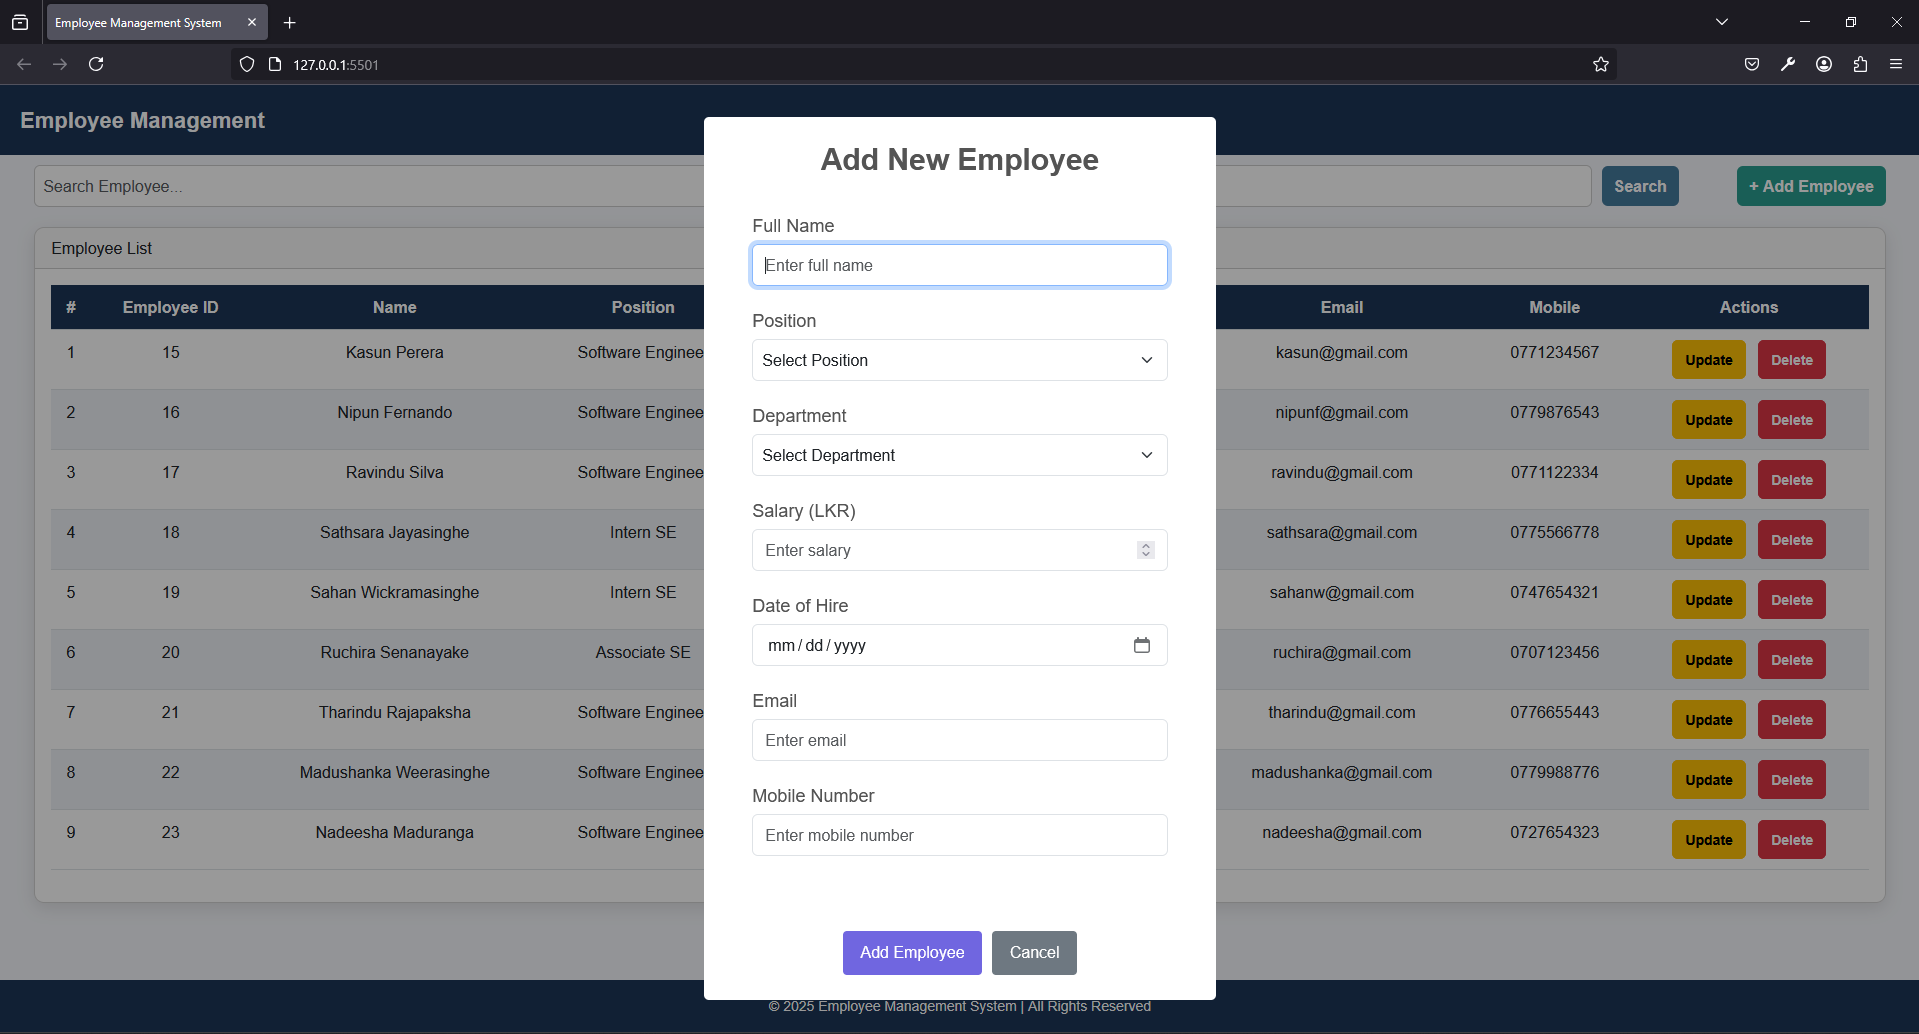 Employee Management System
127.0.0.1:5501
Employee Management
Search Employee...
Search
+ Add Employee
Employee List
# Employee ID Name Position Email Mobile Actions
1 15 Kasun Perera Software Enginee kasun@gmail.com 0771234567 Update Delete
2 16 Nipun Fernando Software Enginee nipunf@gmail.com 0779876543 Update Delete
3 17 Ravindu Silva Software Enginee ravindu@gmail.com 0771122334 Update Delete
4 18 Sathsara Jayasinghe Intern SE sathsara@gmail.com 0775566778 Update Delete
5 19 Sahan Wickramasinghe Intern SE sahanw@gmail.com 0747654321 Update Delete
6 20 Ruchira Senanayake Associate SE ruchira@gmail.com 0707123456 Update Delete
7 21 Tharindu Rajapaksha Software Enginee tharindu@gmail.com 0776655443 Update Delete
8 22 Madushanka Weerasinghe Software Enginee madushanka@gmail.com 0779988776 Update Delete
9 23 Nadeesha Maduranga Software Enginee nadeesha@gmail.com 0727654323 Update Delete
Add New Employee
Full Name
Enter full name
Position
Select Position
Department
Select Department
Salary (LKR)
Enter salary
Date of Hire
mm/dd/yyyy
Email
Enter email
Mobile Number
Enter mobile number
Add Employee
Cancel
© 2025 Employee Management System | All Rights Reserved